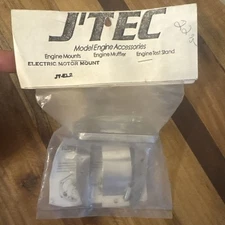 J'TEC
Model Engine Accessories
Engine Mounts Engine Muffler Engine Test Stand
ELECTRIC MOTOR MOUNT